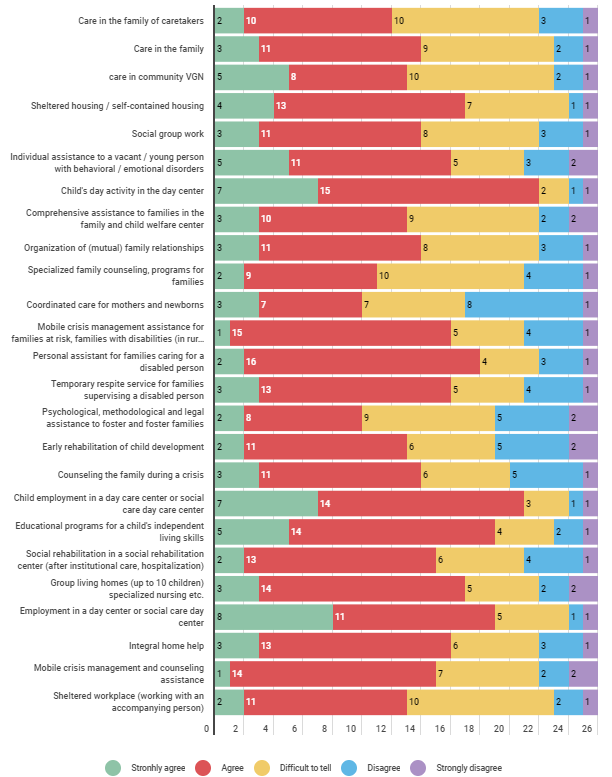 Care in the family of caretakers 2 10 10 3 1
Care in the family 3 11 9 2 1
care in community VGN 5 8 10 2 1
Sheltered housing / self-contained housing 4 13 7 1 1
Social group work 3 11 8 3 1
Individual assistance to a vacant / young person
with behavioral / emotional disorders 5 11 5 3 2
Child's day activity in the day center 7 15 2 1 1
Comprehensive assistance to families in the
family and child welfare center 3 10 9 2 2
Organization of (mutual) family relationships 3 11 8 3 1
Specialized family counseling, programs for
families 2 9 10 4 1
Coordinated care for mothers and newborns 3 7 7 8 1
Mobile crisis management assistance for
families at risk, families with disabilities (in rur... 1 15 5 4 1
Personal assistant for families caring for a
disabled person 2 16 4 3 1
Temporary respite service for families
supervising a disabled person 3 13 5 4 1
Psychological, methodological and legal
assistance to foster and foster families 2 8 9 5 2
Early rehabilitation of child development 2 11 6 5 2
Counseling the family during a crisis 3 11 6 5 1
Child employment in a day care center or social
care day care center 7 14 3 1 1
Educational programs for a child's independent
living skills 5 14 4 2 1
Social rehabilitation in a social rehabilitation
center (after institutional care, hospitalization) 2 13 6 4 1
Group living homes (up to 10 children)
specialized nursing etc. 3 14 5 2 2
Employment in a day center or social care day
center 8 11 5 1 1
Integral home help 3 13 6 3 1
Mobile crisis management and counseling
assistance 1 14 7 2 2
Sheltered workplace (working with an
accompanying person) 2 11 10 2 1
0 2 4 6 8 10 12 14 16 18 20 22 24 26
Stronhly agree Agree Difficult to tell Disagree Strongly disagree